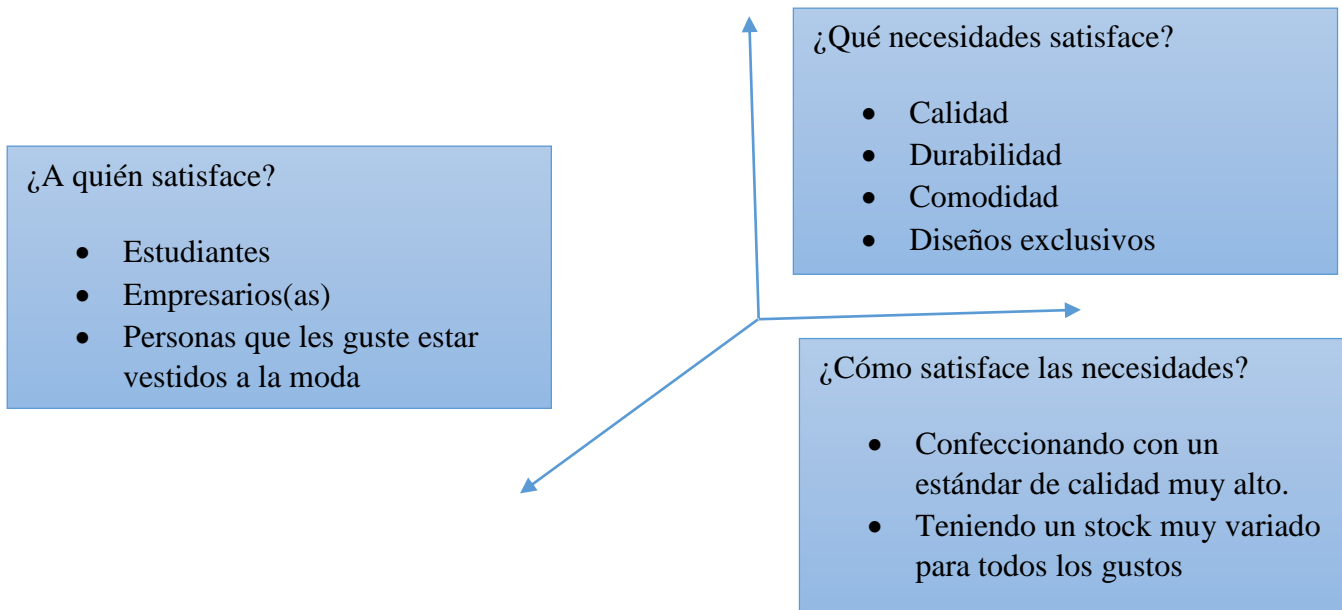 ¿Qué necesidades satisface?
• Calidad
• Durabilidad
• Comodidad
• Diseños exclusivos
¿A quién satisface?
• Estudiantes
• Empresarios(as)
• Personas que les guste estar
vestidos a la moda
¿Cómo satisface las necesidades?
• Confeccionando con un
estándar de calidad muy alto.
• Teniendo un stock muy variado
para todos los gustos